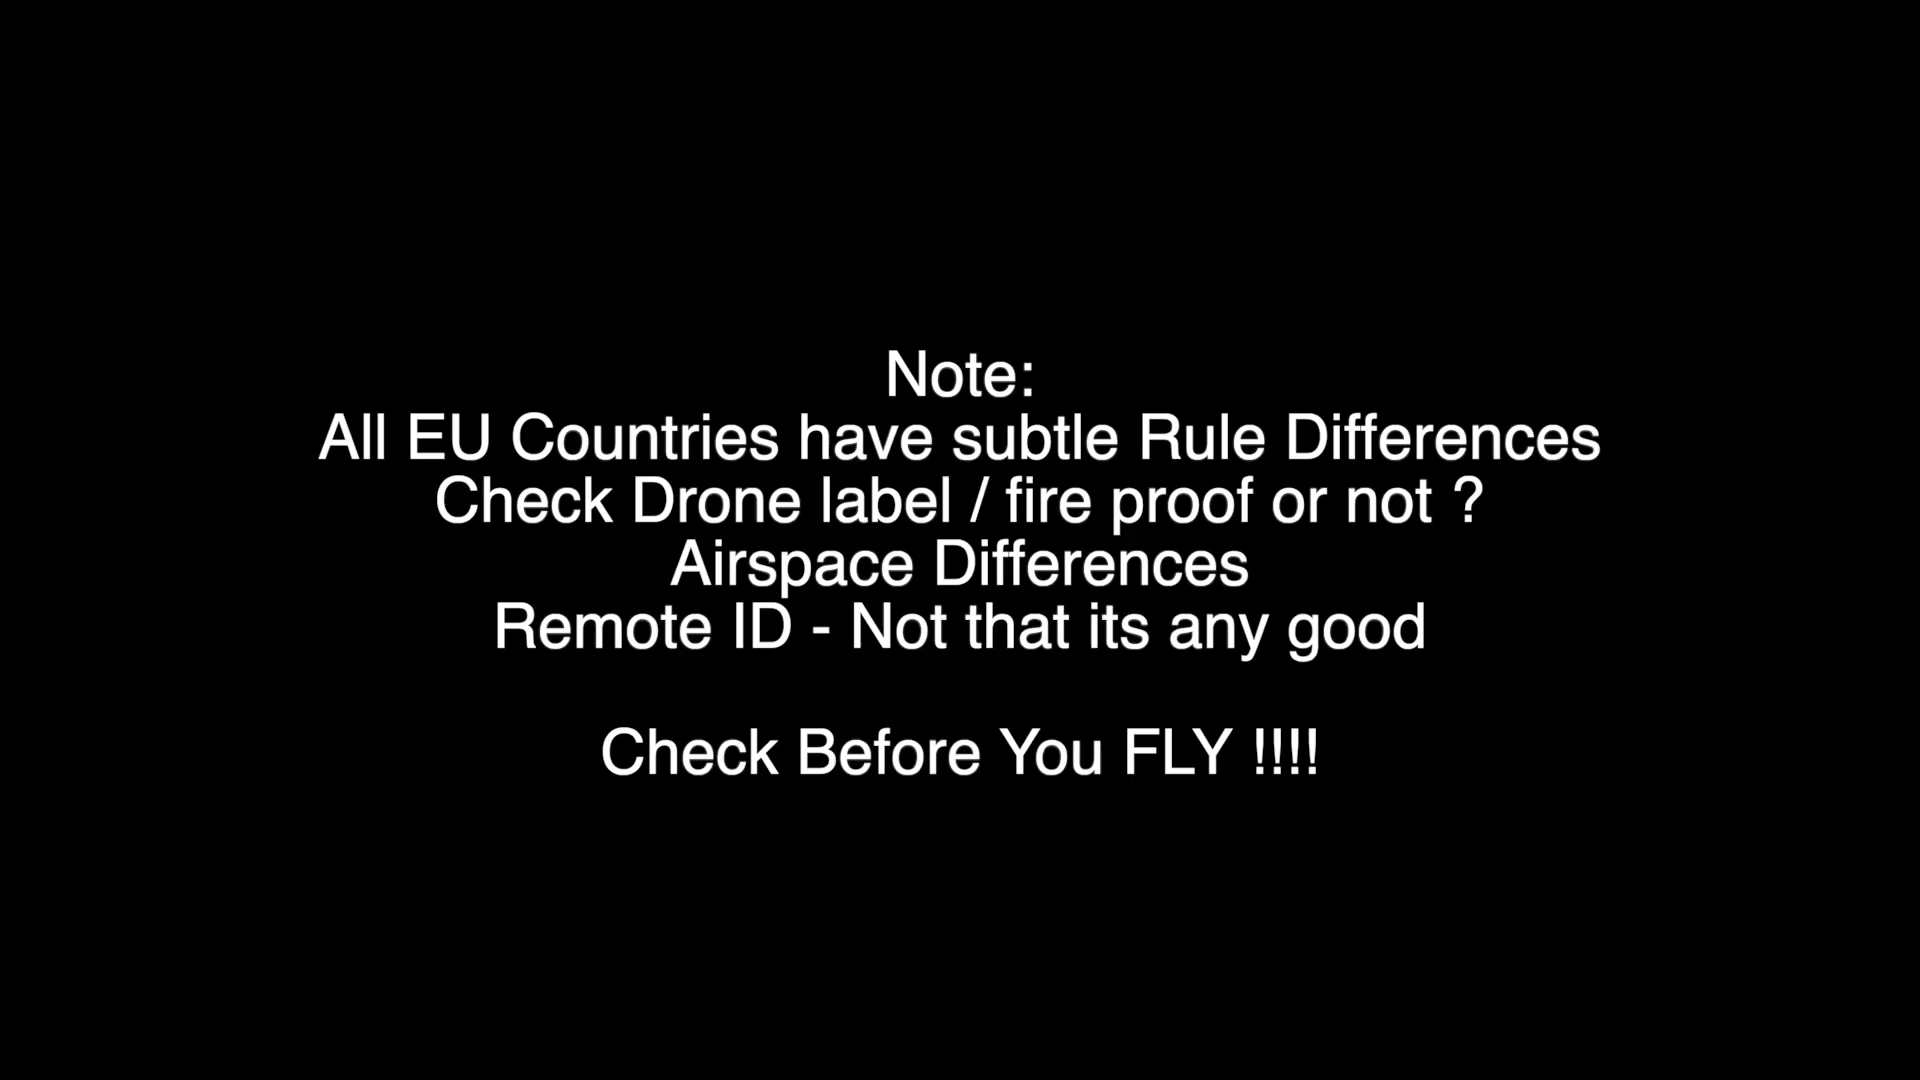 Note:
All EU Countries have subtle Rule Differences
Check Drone label / fire proof or not ?
Airspace Differences
Remote ID - Not that its any good
Check Before You FLY !!!!